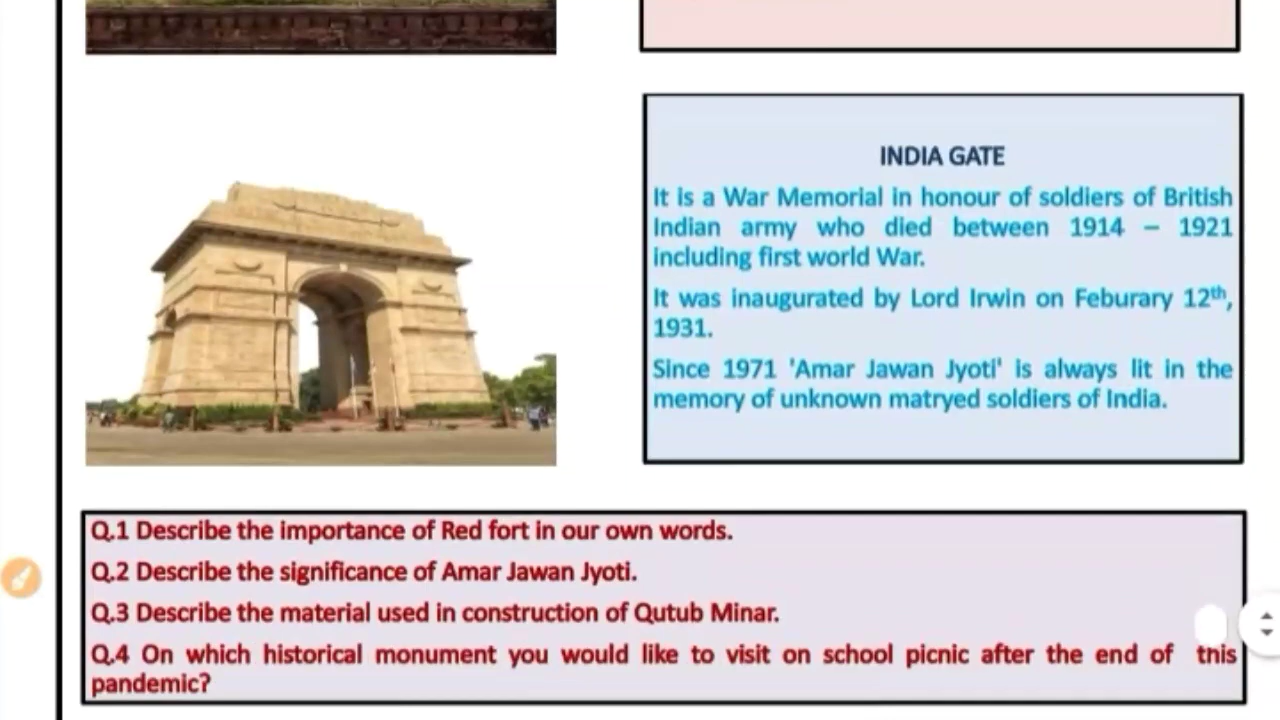 INDIA GATE
It is a War Memorial in honour of soldiers of British
Indian army who died between 1914 – 1921
including first world War.
It was inaugurated by Lord Irwin on Feburary 12th,
1931.
Since 1971 'Amar Jawan Jyoti' is always lit in the
memory of unknown matryed soldiers of India.
Q.1 Describe the importance of Red fort in our own words.
Q.2 Describe the significance of Amar Jawan Jyoti.
Q.3 Describe the material used in construction of Qutub Minar.
Q.4 On which historical monument you would like to visit on school picnic after the end of this
pandemic?